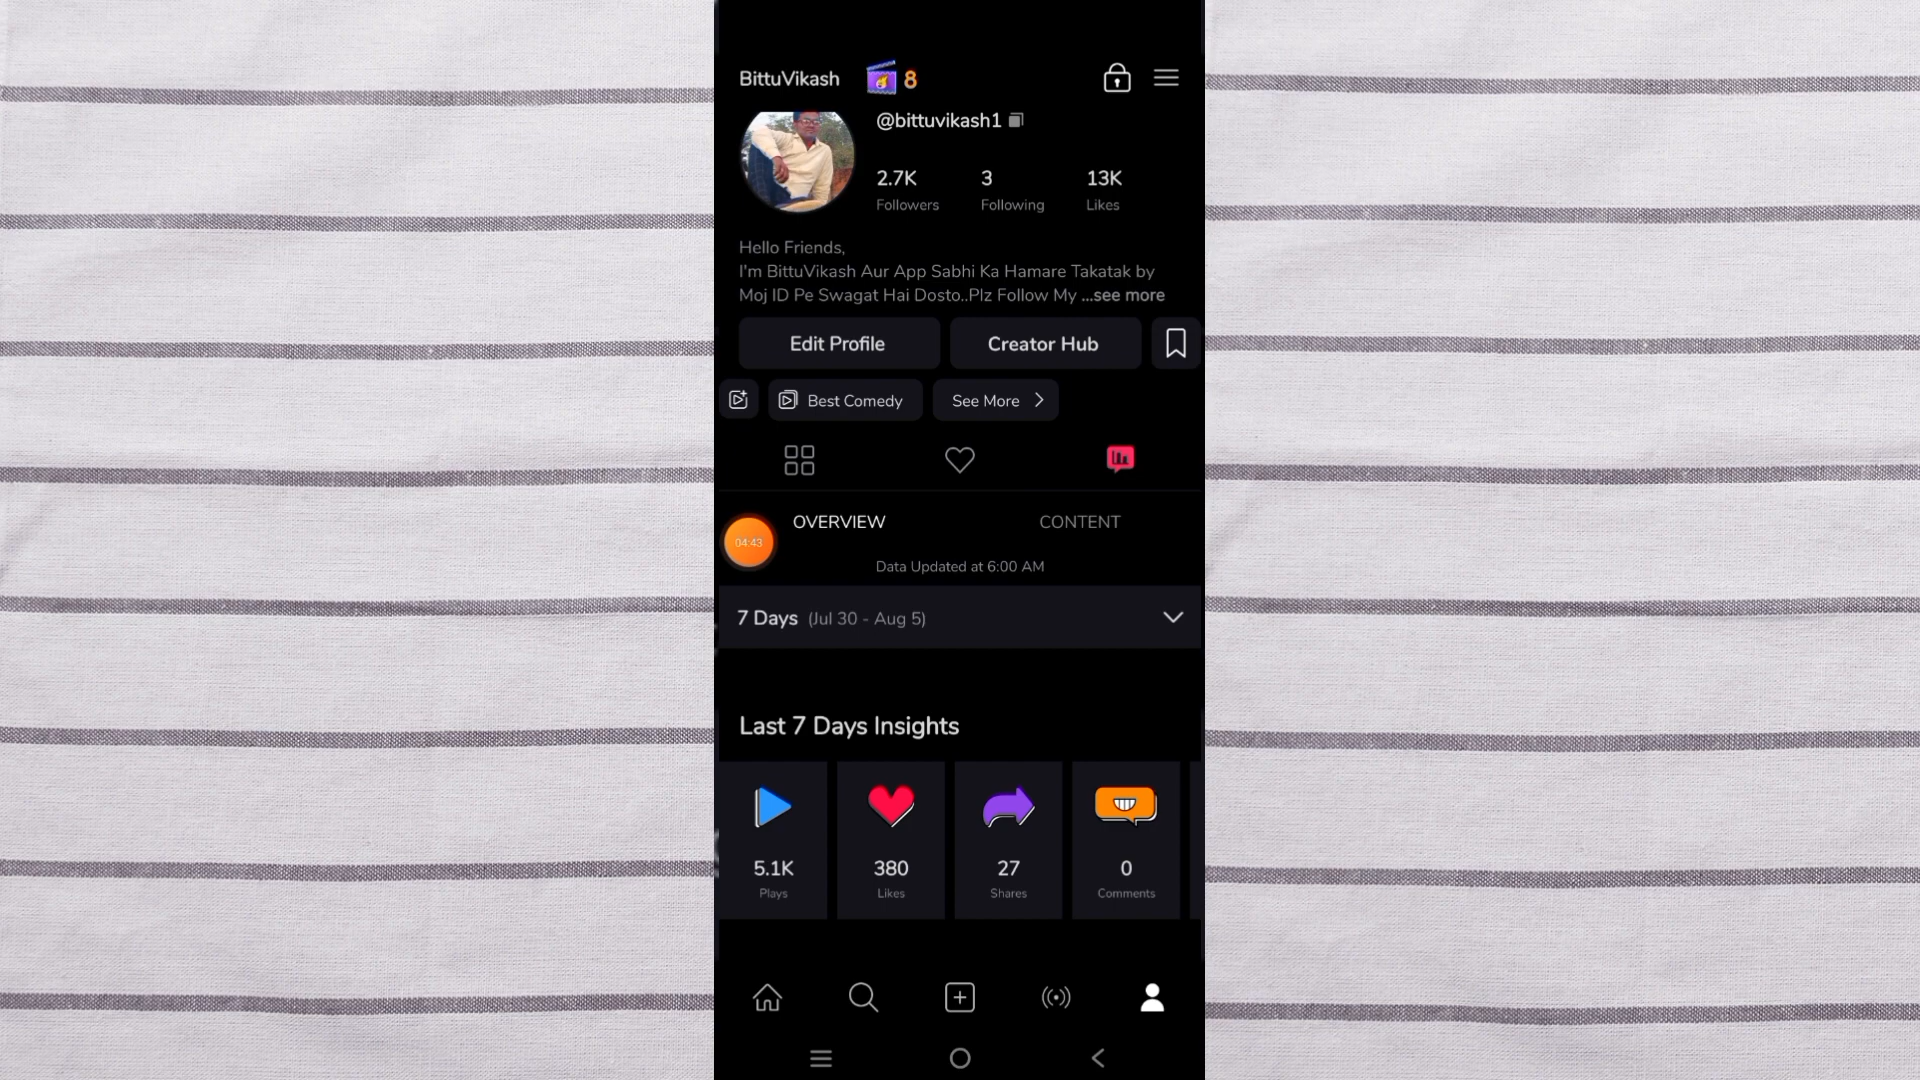 BittuVikash 8
@bittuvikash1
2.7K 3 13K
Followers Following Likes
Hello Friends,
I'm BittuVikash Aur App Sabhi Ka Hamare Takatak by
Moj ID Pe Swagat Hai Dosto..Plz Follow My ...see more
Edit Profile Creator Hub
Best Comedy See More
OVERVIEW CONTENT
04:43
Data Updated at 6:00 AM
7 Days (Jul 30 - Aug 5)
Last 7 Days Insights
5.1K 380 27 0
Plays Likes Shares Comments